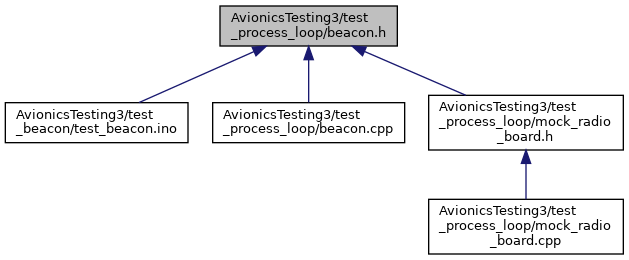 AvionicsTesting3/test
_process_loop/beacon.h
AvionicsTesting3/test
_beacon/test_beacon.ino
AvionicsTesting3/test
_process_loop/beacon.cpp
AvionicsTesting3/test
_process_loop/mock_radio
_board.h
AvionicsTesting3/test
_process_loop/mock_radio
_board.cpp